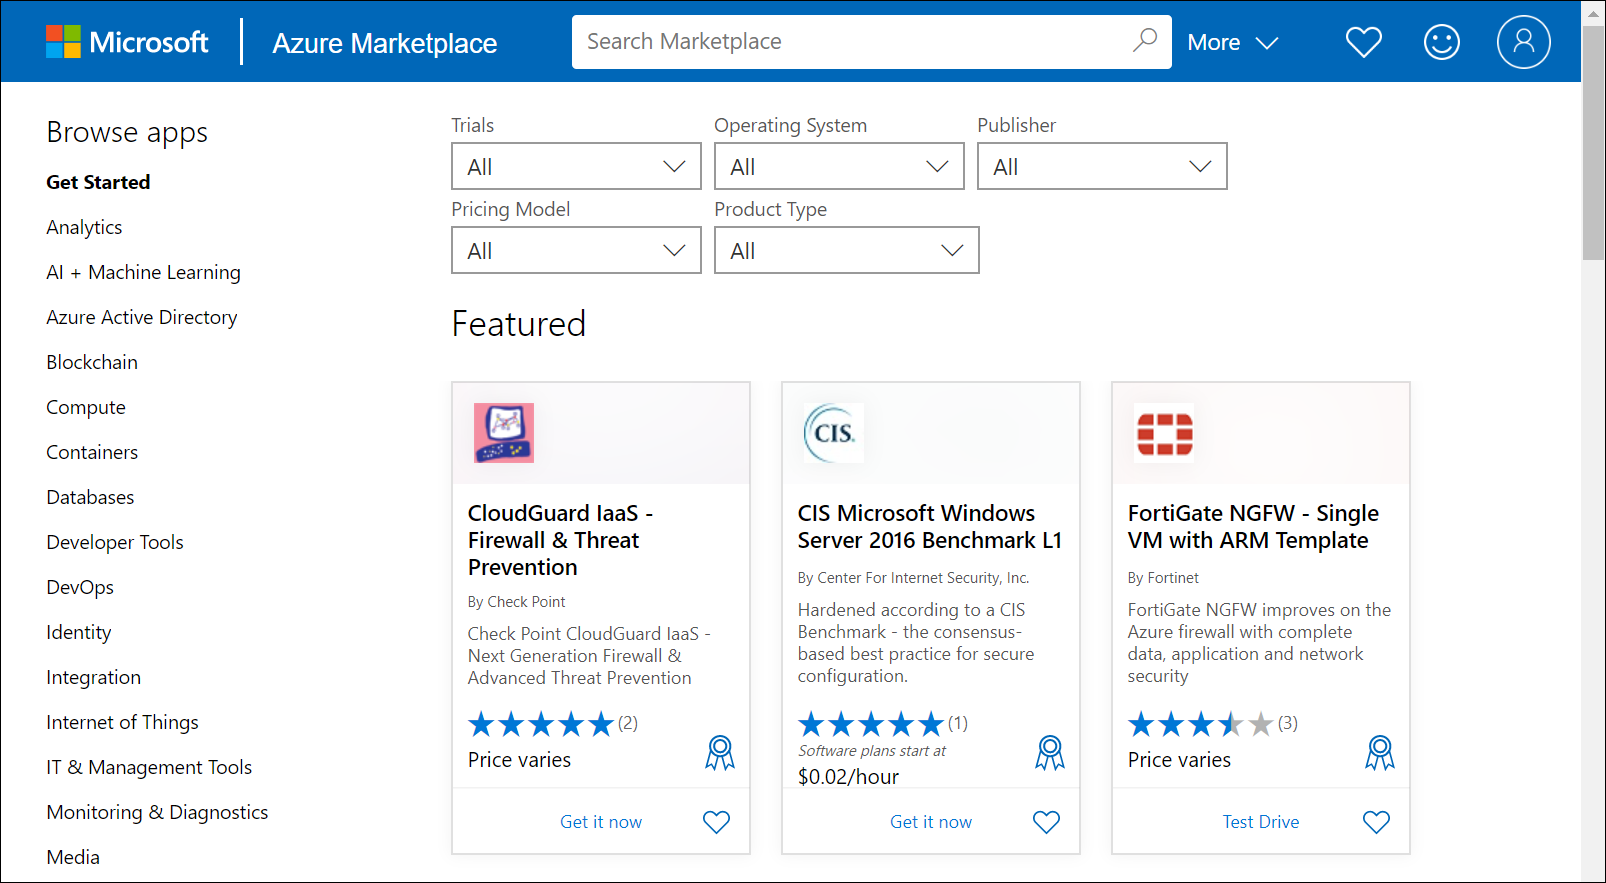 Microsoft
Azure Marketplace
Search Marketplace
More
Browse apps
Get Started
Analytics
AI + Machine Learning
Azure Active Directory
Blockchain
Compute
Containers
Databases
Developer Tools
DevOps
Identity
Integration
Internet of Things
IT & Management Tools
Monitoring & Diagnostics
Media
Trials
Operating System
Publisher
All
All
All
Pricing Model
Product Type
All
All
Featured
CloudGuard IaaS -
Firewall & Threat
Prevention
By Check Point
Check Point CloudGuard IaaS -
Next Generation Firewall &
Advanced Threat Prevention
(2)
Price varies
Get it now
CIS.
CIS Microsoft Windows
Server 2016 Benchmark L1
By Center For Internet Security, Inc.
Hardened according to a CIS
Benchmark - the consensus-
based best practice for secure
configuration.
(1)
Software plans start at
$0.02/hour
Get it now
FortiGate NGFW - Single
VM with ARM Template
By Fortinet
FortiGate NGFW improves on the
Azure firewall with complete
data, application and network
security
(3)
Price varies
Test Drive